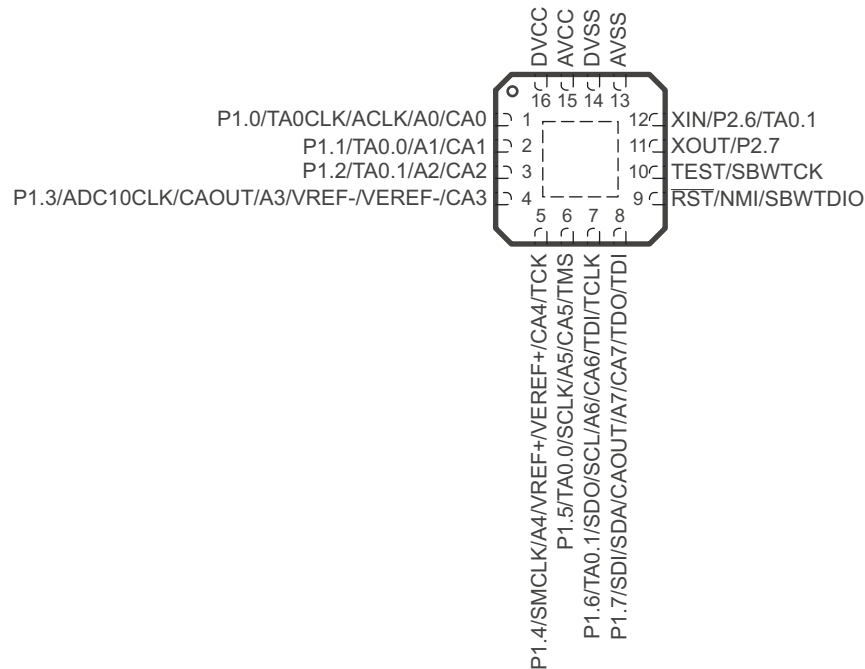 DVCC
AVCC
DVSS
AVSS
16 15 14 13
P1.0/TA0CLK/ACLK/A0/CA0 1
12 XIN/P2.6/TA0.1
P1.1/TA0.0/A1/CA1 2
11 XOUT/P2.7
P1.2/TA0.1/A2/CA2 3
10 TEST/SBWTCK
P1.3/ADC10CLK/CAOUT/A3/VREF-/VEREF-/CA3 4
9 R̅S̅T̅/NMI/SBWTDIO
5 6 7 8
P1.4/SMCLK/A4/VREF+/VEREF+/CA4/TCK
P1.5/TA0.0/SCLK/A5/CA5/TMS
P1.6/TA0.1/SDO/SCL/A6/CA6/TDI/TCLK
P1.7/SDI/SDA/CAOUT/A7/CA7/TDO/TDI